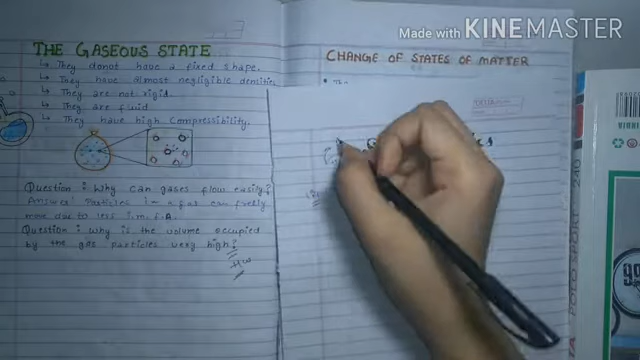 Made with KINEMASTER
THE GASEOUS STATE
↳ They donot have a fixed shape.
↳ They have almost negligible densities
↳ They are not rigid.
↳ They are fluid
↳ They have high compressibility.
Question: Why can gases flow easily?
Answer: Particles in a gas can freely
move due to less i.m.f.A.
Question: why is the volume occupied
by the gas particles very high?
CHANGE OF STATES OF MATTER
POLO SPORT 240